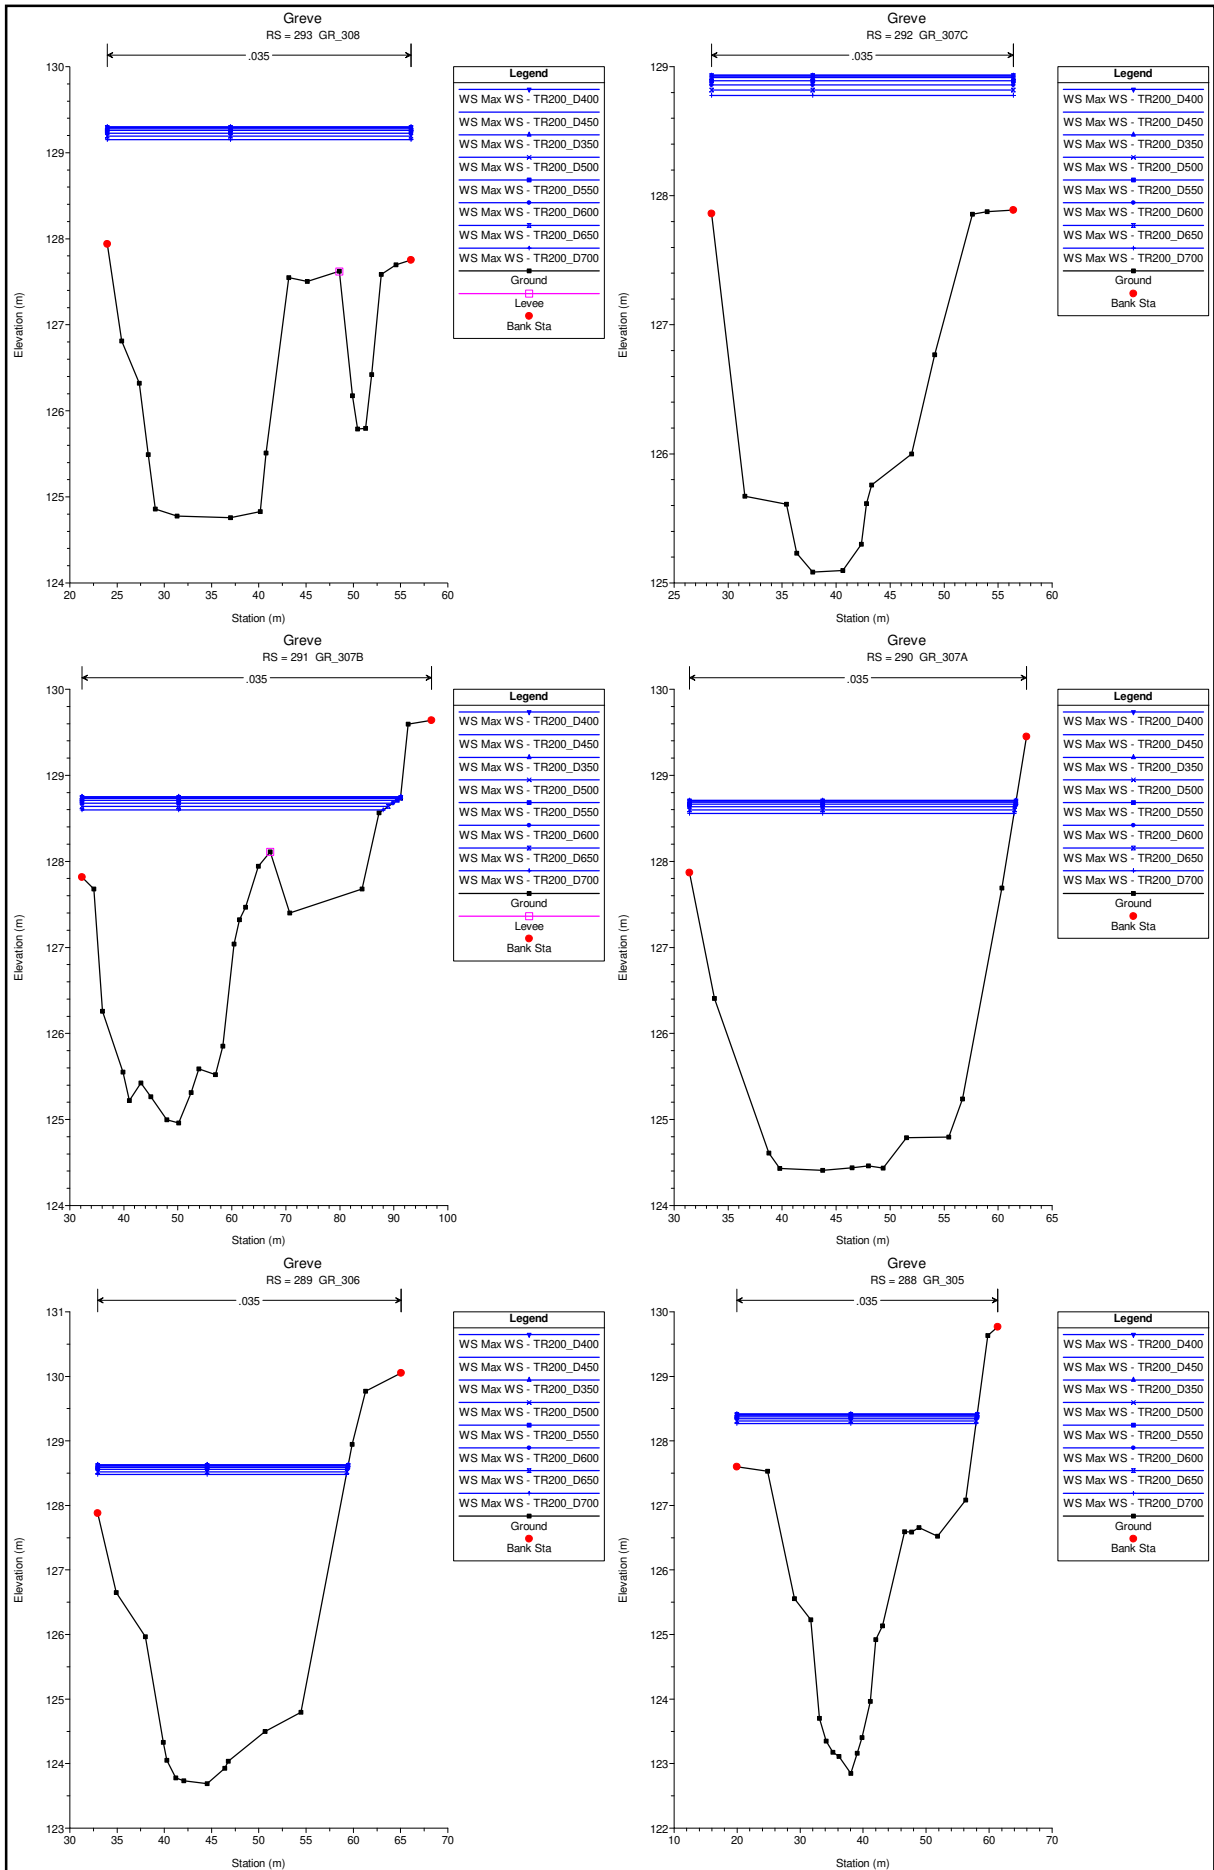 Greve
RS = 293 GR_308
.035
130
129
128
127
126
125
124
20 25 30 35 40 45 50 55 60
Elevation (m)
Station (m)
Legend
WS Max WS - TR200_D400
WS Max WS - TR200_D450
WS Max WS - TR200_D350
WS Max WS - TR200_D500
WS Max WS - TR200_D550
WS Max WS - TR200_D600
WS Max WS - TR200_D650
WS Max WS - TR200_D700
Ground
Levee
Bank Sta
Greve
RS = 292 GR_307C
.035
129
128
127
126
125
25 30 35 40 45 50 55 60
Elevation (m)
Station (m)
Legend
WS Max WS - TR200_D400
WS Max WS - TR200_D450
WS Max WS - TR200_D350
WS Max WS - TR200_D500
WS Max WS - TR200_D550
WS Max WS - TR200_D600
WS Max WS - TR200_D650
WS Max WS - TR200_D700
Ground
Bank Sta
Greve
RS = 291 GR_307B
.035
130
129
128
127
126
125
124
30 40 50 60 70 80 90 100
Elevation (m)
Station (m)
Legend
WS Max WS - TR200_D400
WS Max WS - TR200_D450
WS Max WS - TR200_D350
WS Max WS - TR200_D500
WS Max WS - TR200_D550
WS Max WS - TR200_D600
WS Max WS - TR200_D650
WS Max WS - TR200_D700
Ground
Levee
Bank Sta
Greve
RS = 290 GR_307A
.035
130
129
128
127
126
125
124
30 35 40 45 50 55 60 65
Elevation (m)
Station (m)
Legend
WS Max WS - TR200_D400
WS Max WS - TR200_D450
WS Max WS - TR200_D350
WS Max WS - TR200_D500
WS Max WS - TR200_D550
WS Max WS - TR200_D600
WS Max WS - TR200_D650
WS Max WS - TR200_D700
Ground
Bank Sta
Greve
RS = 289 GR_306
.035
131
130
129
128
127
126
125
124
123
30 35 40 45 50 55 60 65 70
Elevation (m)
Station (m)
Legend
WS Max WS - TR200_D400
WS Max WS - TR200_D450
WS Max WS - TR200_D350
WS Max WS - TR200_D500
WS Max WS - TR200_D550
WS Max WS - TR200_D600
WS Max WS - TR200_D650
WS Max WS - TR200_D700
Ground
Bank Sta
Greve
RS = 288 GR_305
.035
130
129
128
127
126
125
124
123
122
10 20 30 40 50 60 70
Elevation (m)
Station (m)
Legend
WS Max WS - TR200_D400
WS Max WS - TR200_D450
WS Max WS - TR200_D350
WS Max WS - TR200_D500
WS Max WS - TR200_D550
WS Max WS - TR200_D600
WS Max WS - TR200_D650
WS Max WS - TR200_D700
Ground
Bank Sta